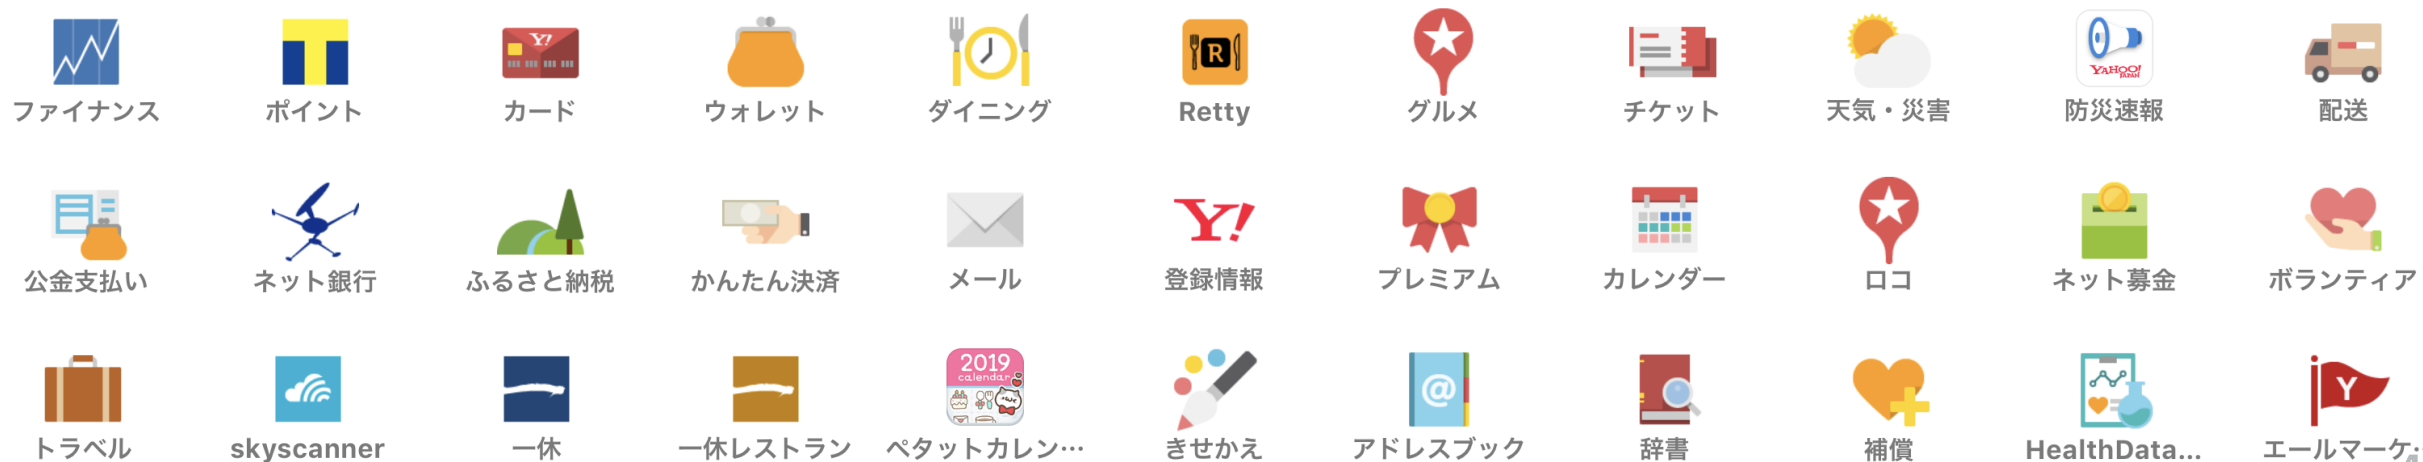 Y!
R
YAHOO!
JAPAN
ファイナンス ポイント カード ウォレット ダイニング Retty グルメ チケット 天気・災害 防災速報 配送
Y!
公金支払い ネット銀行 ふるさと納税 かんたん決済 メール 登録情報 プレミアム カレンダー ロコ ネット募金 ボランティア
2019
calendar
@
Y
トラベル skyscanner 一休 一休レストラン ペタットカレン… きせかえ アドレスブック 辞書 補償 HealthData... エールマーケ